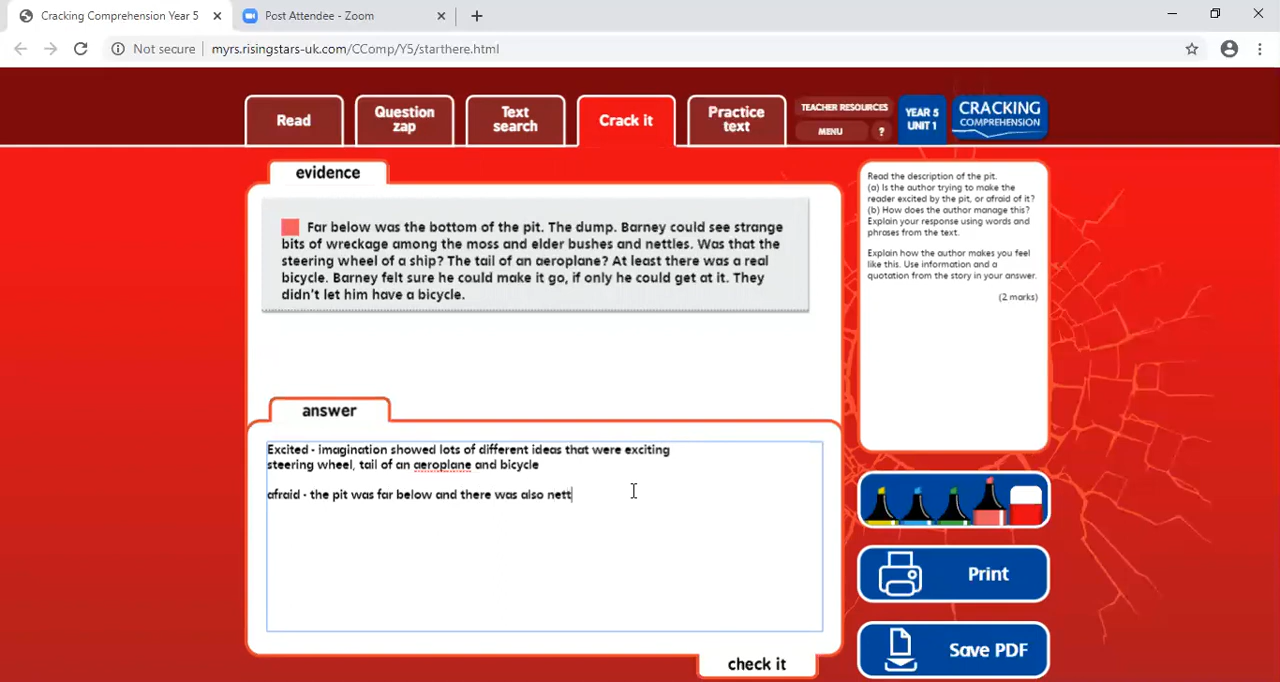 Cracking Comprehension Year 5
Post Attendee - Zoom
Not secure
myrs.risingstars-uk.com/CComp/Y5/starthere.html
Read
Question
zap
Text
search
Crack it
Practice
text
TEACHER RESOURCES
MENU
?
YEAR 5
UNIT 1
CRACKING
COMPREHENSION
evidence
Far below was the bottom of the pit. The dump. Barney could see strange
bits of wreckage among the moss and elder bushes and nettles. Was that the
steering wheel of a ship? The tail of an aeroplane? At least there was a real
bicycle. Barney felt sure he could make it go, if only he could get at it. They
didn't let him have a bicycle.
Read the description of the pit.
(a) Is the author trying to make the
reader excited by the pit, or afraid of it?
(b) How does the author manage this?
Explain your response using words and
phrases from the text.
Explain how the author makes you feel
like this. Use information and a
quotation from the story in your answer.
(2 marks)
answer
Excited - imagination showed lots of different ideas that were exciting
steering wheel, tail of an aeroplane and bicycle
afraid - the pit was far below and there was also nett
Print
Save PDF
check it